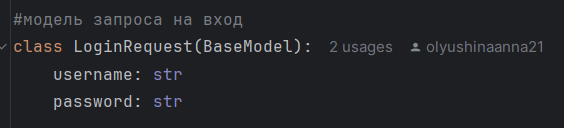 #модель запроса на вход
class LoginRequest(BaseModel): 2 usages olyushinaanna21
username: str
password: str